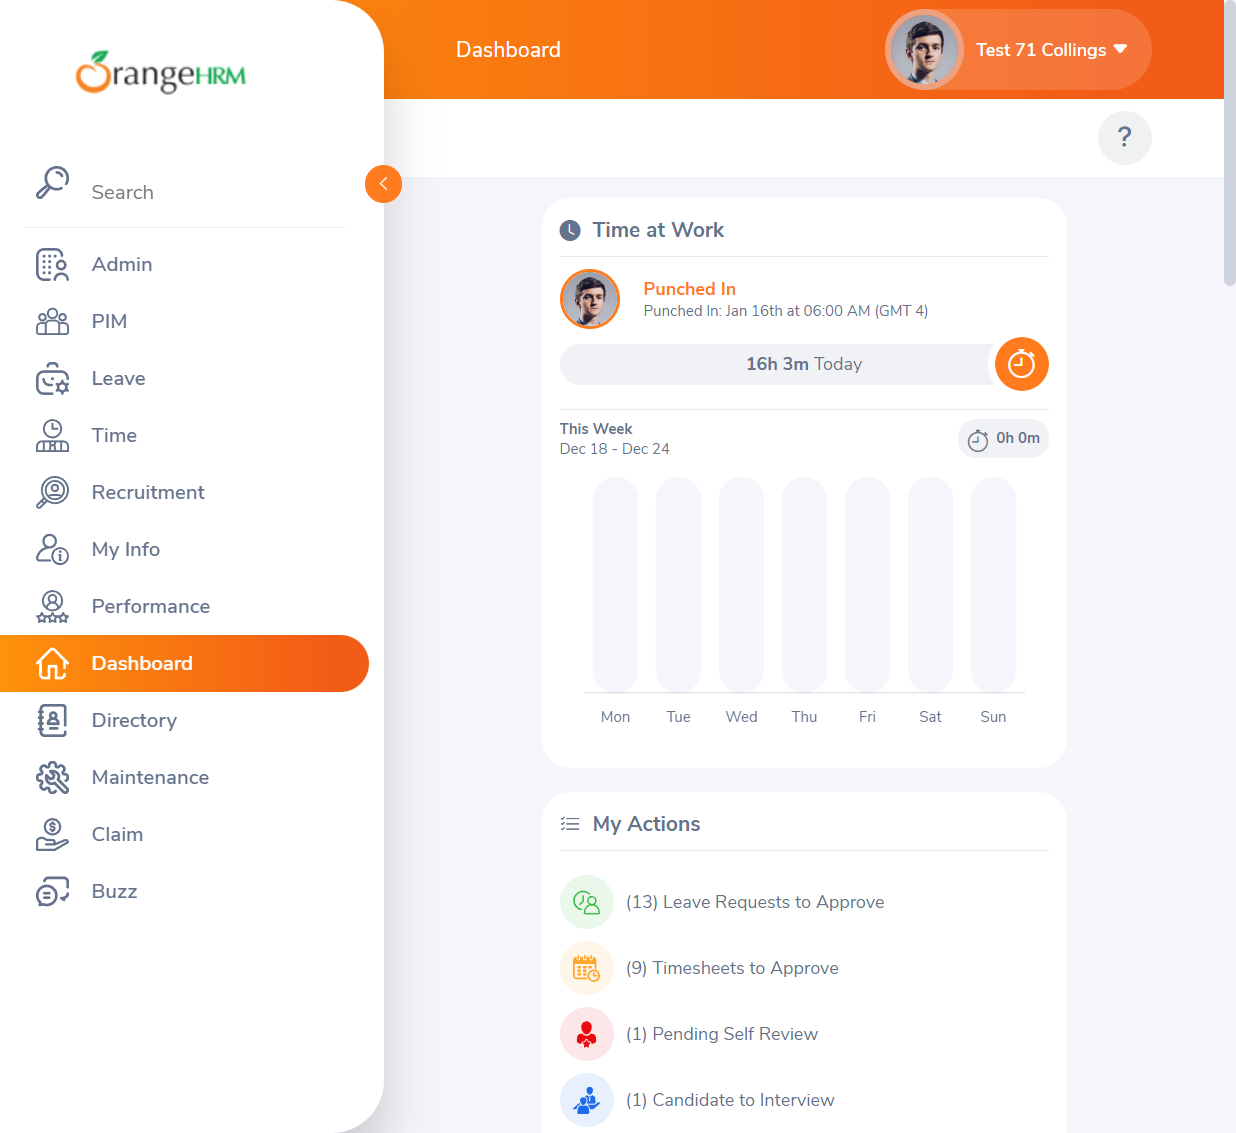 OrangeHRM
Dashboard
Test 71 Collings
?
Search
Admin
PIM
Leave
Time
Recruitment
My Info
Performance
Dashboard
Directory
Maintenance
Claim
Buzz
Time at Work
Punched In
Punched In: Jan 16th at 06:00 AM (GMT 4)
16h 3m Today
This Week
Dec 18 - Dec 24
0h 0m
Mon Tue Wed Thu Fri Sat Sun
My Actions
(13) Leave Requests to Approve
(9) Timesheets to Approve
(1) Pending Self Review
(1) Candidate to Interview